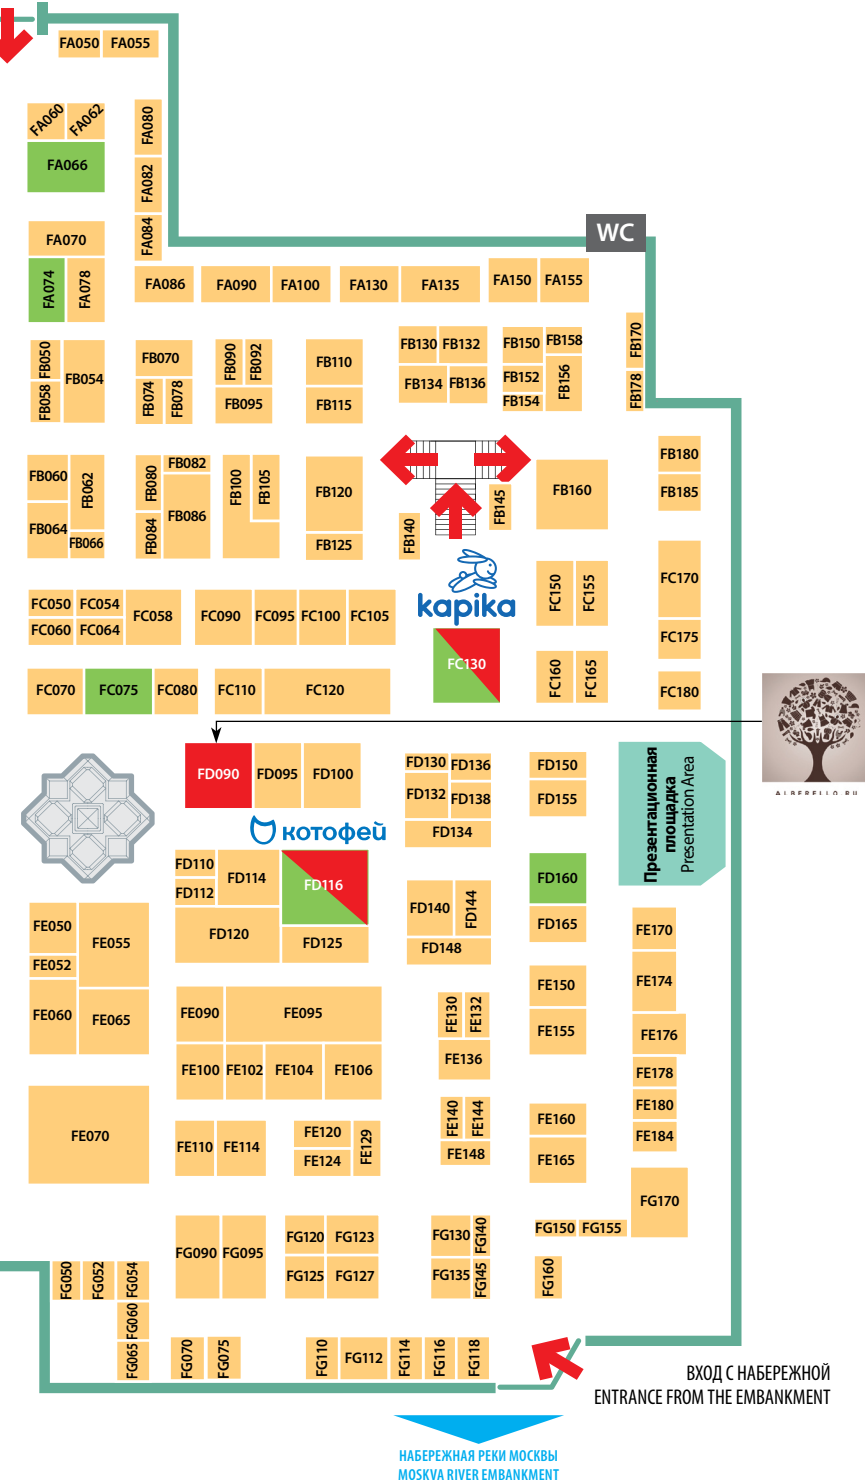 FA050 FA055
FA060 FA062 FA080
FA066
FA082
FA070 FA084
WC
FA074 FA078 FA086 FA090 FA100 FA130 FA135 FA150 FA155
FB050 FB054 FB070 FB090 FB092 FB110 FB130 FB132 FB150 FB158 FB170
FB058 FB074 FB078 FB095 FB115 FB134 FB136 FB152 FB156 FB178
FB154
FB180
FB060 FB062 FB080 FB082 FB100 FB105 FB120 FB145 FB160 FB185
FB064 FB066 FB084 FB086 FB125 FB140
kapika
FC050 FC054 FC058 FC090 FC095 FC100 FC105 FC150 FC155 FC170
FC060 FC064 FC175
FC130
FC070 FC075 FC080 FC110 FC120 FC160 FC165 FC180
FD090 FD095 FD100 FD130 FD136 FD150
FD132 FD138 FD155
FD134
Презентационная
площадка
Presentation Area
ALBERELLO.RU
котофей
FD110 FD114 FD116 FD160
FD112 FD140 FD144
FD120 FD125 FD148 FD165
FE050 FE055 FE170
FE052
FE060 FE065 FE090 FE095 FE130 FE132 FE150 FE174
FE155 FE176
FE100 FE102 FE104 FE106 FE136 FE178
FE070 FE110 FE114 FE120 FE129 FE140 FE144 FE160 FE180
FE124 FE148 FE165 FE184
FG170
FG090 FG095 FG120 FG123 FG130 FG140 FG150 FG155
FG125 FG127 FG135 FG145 FG160
FG050 FG052 FG054
FG060
FG065 FG070 FG075 FG110 FG112 FG114 FG116 FG118
ВХОД С НАБЕРЕЖНОЙ
ENTRANCE FROM THE EMBANKMENT
НАБЕРЕЖНАЯ РЕКИ МОСКВЫ
MOSKVA RIVER EMBANKMENT